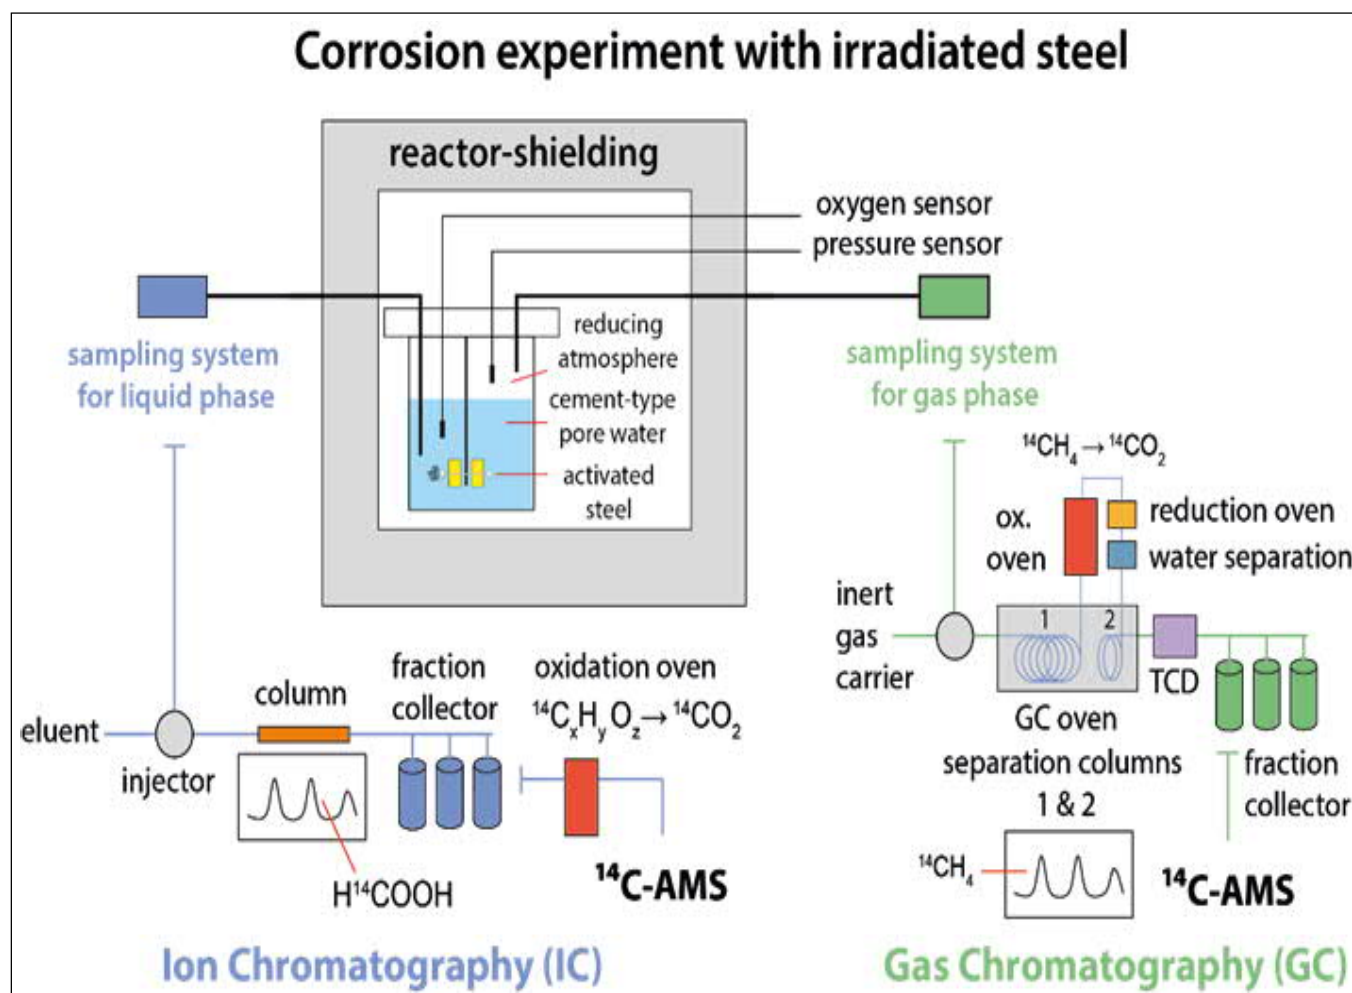 Corrosion experiment with irradiated steel
reactor-shielding
oxygen sensor
pressure sensor
sampling system
for liquid phase
reducing
atmosphere
cement-type
pore water
activated
steel
sampling system
for gas phase
¹⁴CH₄ → ¹⁴CO₂
ox.
oven
reduction oven
water separation
inert
gas
carrier
1
2
TCD
GC oven
separation columns
1 & 2
fraction
collector
¹⁴CH₄
¹⁴C-AMS
Gas Chromatography (GC)
eluent
injector
column
fraction
collector
oxidation oven
¹⁴CₓHᵧO_z → ¹⁴CO₂
H¹⁴COOH
¹⁴C-AMS
Ion Chromatography (IC)